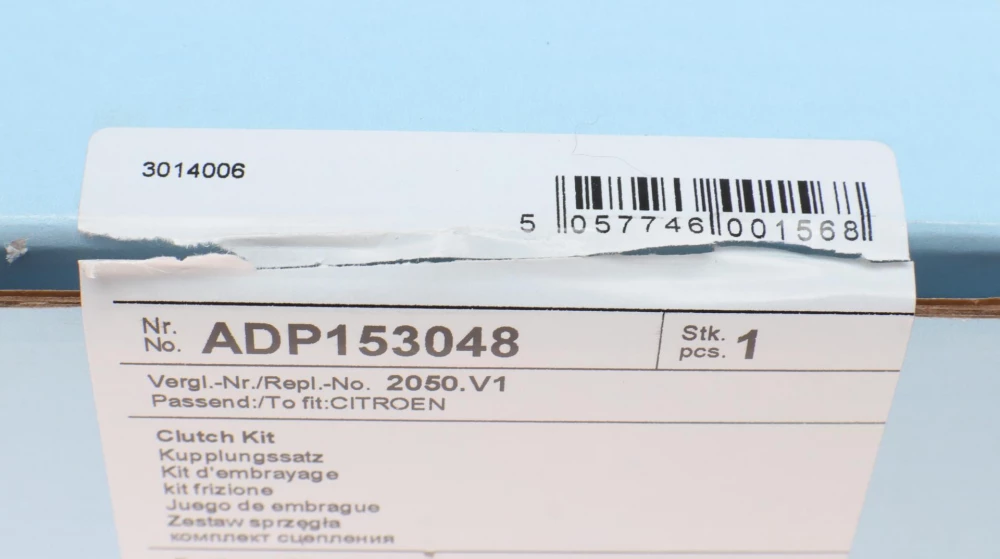 3014006
5 057746 001568
Nr.
No. ADP153048
Stk.
pcs. 1
Vergl.-Nr./Repl.-No. 2050.V1
Passend:/To fit:CITROEN
Clutch Kit
Kupplungssatz
Kit d'embrayage
kit frizione
Juego de embrague
Zestaw sprzęgła
комплект сцепления